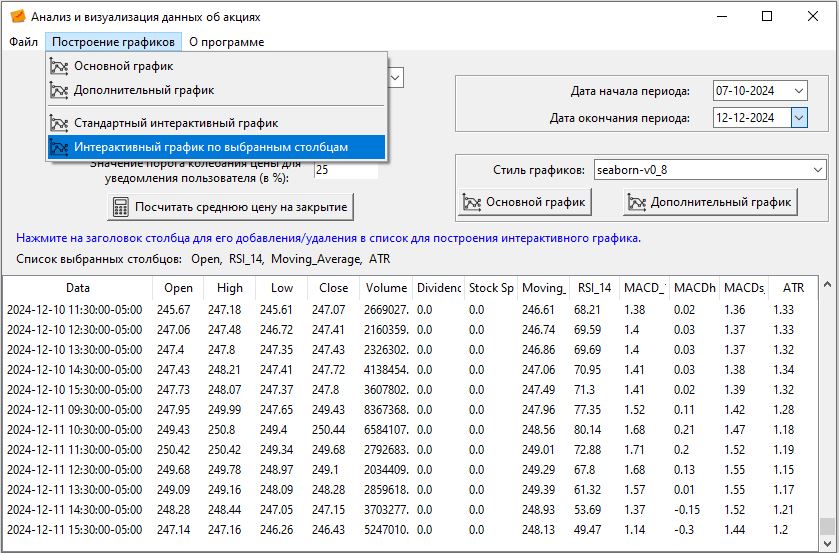 Анализ и визуализация данных об акциях
Файл Построение графиков О программе
Основной график
Дополнительный график
Стандартный интерактивный график
Интерактивный график по выбранным столбцам
Дата начала периода: 07-10-2024
Дата окончания периода: 12-12-2024
Значение порога колебания цены для
уведомления пользователя (в %): 25
Стиль графиков: seaborn-v0_8
Посчитать среднюю цену на закрытие
Основной график Дополнительный график
Нажмите на заголовок столбца для его добавления/удаления в список для построения интерактивного графика.
Список выбранных столбцов: Open, RSI_14, Moving_Average, ATR
Data Open High Low Close Volume Dividenc Stock Sp Moving_ RSI_14 MACD_ MACDh MACDs_ ATR
2024-12-10 11:30:00-05:00 245.67 247.18 245.61 247.07 2669027. 0.0 0.0 246.61 68.21 1.38 0.02 1.36 1.33
2024-12-10 12:30:00-05:00 247.06 247.48 246.72 247.41 2160359. 0.0 0.0 246.74 69.59 1.4 0.03 1.37 1.33
2024-12-10 13:30:00-05:00 247.4 247.8 247.35 247.43 2326302. 0.0 0.0 246.86 69.69 1.4 0.03 1.37 1.32
2024-12-10 14:30:00-05:00 247.43 248.21 247.41 247.72 4138454. 0.0 0.0 247.06 70.95 1.41 0.03 1.38 1.34
2024-12-10 15:30:00-05:00 247.73 248.07 247.37 247.8 3607802. 0.0 0.0 247.49 71.3 1.41 0.02 1.39 1.32
2024-12-11 09:30:00-05:00 247.95 249.99 247.65 249.43 8367368. 0.0 0.0 247.96 77.35 1.52 0.11 1.42 1.28
2024-12-11 10:30:00-05:00 249.43 250.8 249.4 250.44 6584107. 0.0 0.0 248.56 80.14 1.68 0.21 1.47 1.18
2024-12-11 11:30:00-05:00 250.42 250.42 249.34 249.68 2792683. 0.0 0.0 249.01 72.88 1.71 0.2 1.52 1.19
2024-12-11 12:30:00-05:00 249.68 249.78 248.97 249.1 2034409. 0.0 0.0 249.29 67.8 1.68 0.13 1.55 1.15
2024-12-11 13:30:00-05:00 249.09 249.16 248.09 248.28 2859618. 0.0 0.0 249.39 61.32 1.57 0.01 1.55 1.17
2024-12-11 14:30:00-05:00 248.28 248.44 247.05 247.15 3703277. 0.0 0.0 248.93 53.69 1.37 -0.15 1.52 1.21
2024-12-11 15:30:00-05:00 247.14 247.16 246.26 246.43 5247010. 0.0 0.0 248.13 49.47 1.14 -0.3 1.44 1.2